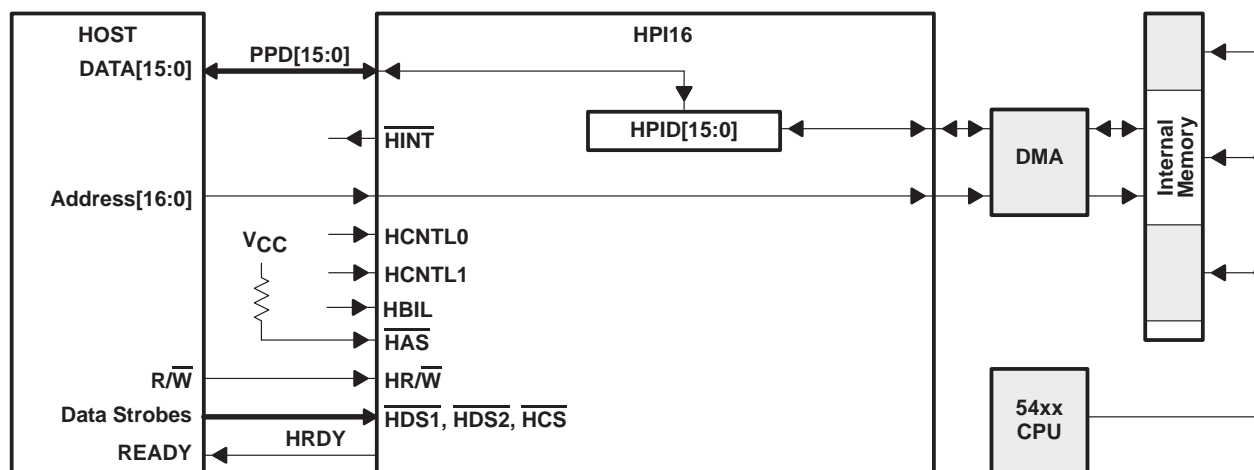 HOST
HPI16
DATA[15:0]
PPD[15:0]
HPID[15:0]
HINT
DMA
Internal
Memory
Address[16:0]
VCC
HCNTL0
HCNTL1
HBIL
HAS
R/W
HR/W
Data Strobes
HDS1, HDS2, HCS
READY
HRDY
54xx
CPU